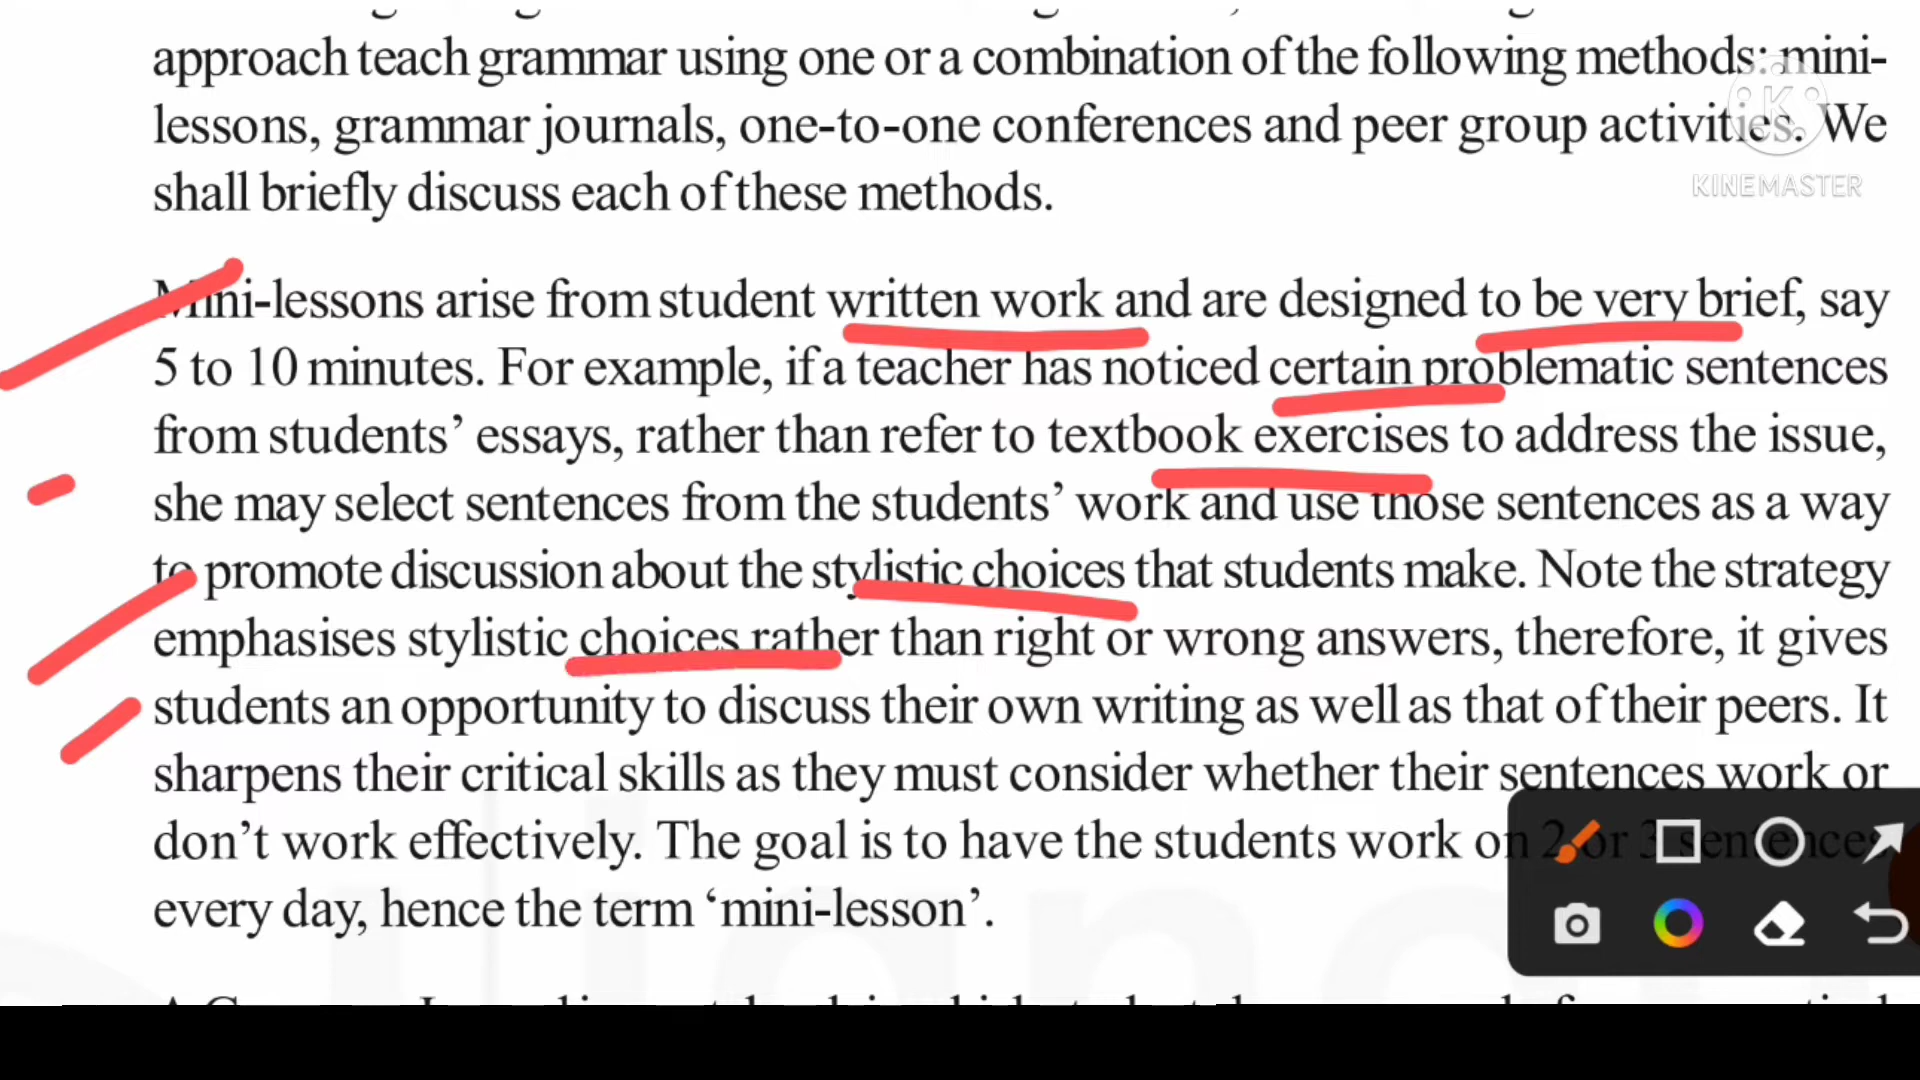 approach teach grammar using one or a combination of the following methods: mini-
lessons, grammar journals, one-to-one conferences and peer group activities. We
shall briefly discuss each of these methods.
KINEMASTER
Mini-lessons arise from student written work and are designed to be very brief, say
5 to 10 minutes. For example, if a teacher has noticed certain problematic sentences
from students’ essays, rather than refer to textbook exercises to address the issue,
she may select sentences from the students’ work and use those sentences as a way
to promote discussion about the stylistic choices that students make. Note the strategy
emphasises stylistic choices rather than right or wrong answers, therefore, it gives
students an opportunity to discuss their own writing as well as that of their peers. It
sharpens their critical skills as they must consider whether their sentences work or
don’t work effectively. The goal is to have the students work on 2 or 3 sentences
every day, hence the term ‘mini-lesson’.